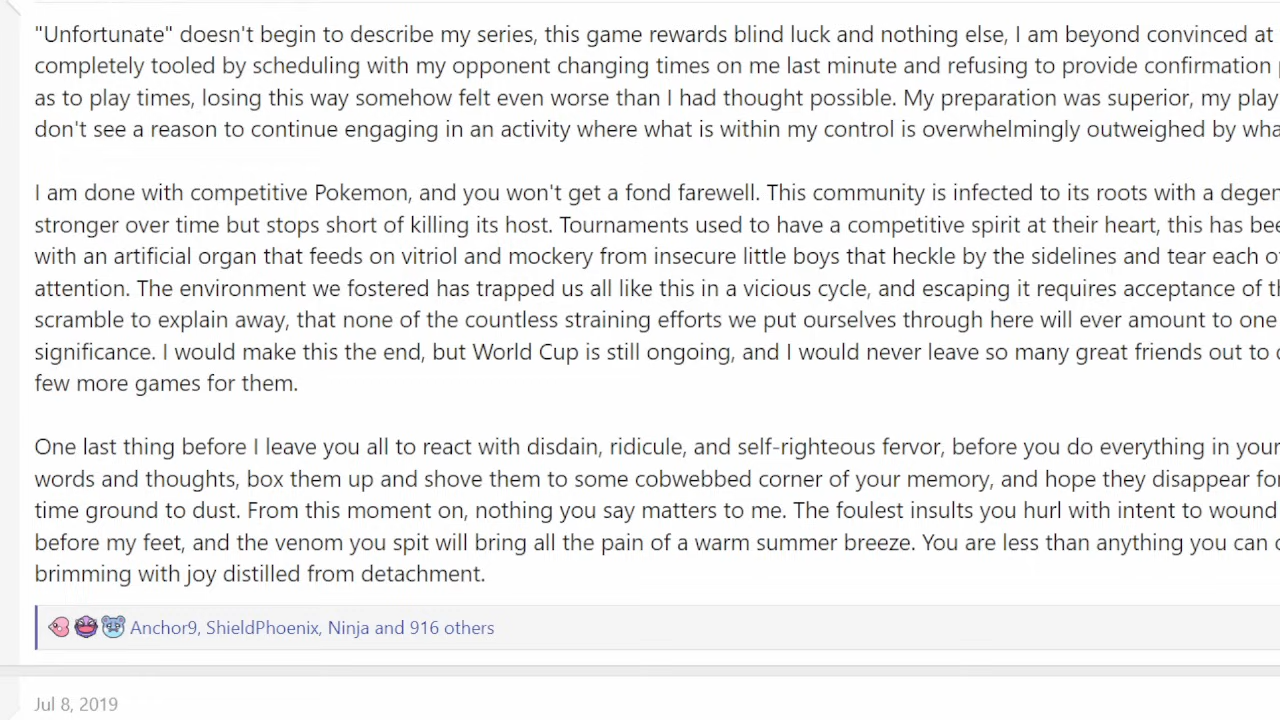 "Unfortunate" doesn't begin to describe my series, this game rewards blind luck and nothing else, I am beyond convinced at
completely tooled by scheduling with my opponent changing times on me last minute and refusing to provide confirmation
as to play times, losing this way somehow felt even worse than I had thought possible. My preparation was superior, my play
don't see a reason to continue engaging in an activity where what is within my control is overwhelmingly outweighed by wha
I am done with competitive Pokemon, and you won't get a fond farewell. This community is infected to its roots with a degen
stronger over time but stops short of killing its host. Tournaments used to have a competitive spirit at their heart, this has bee
with an artificial organ that feeds on vitriol and mockery from insecure little boys that heckle by the sidelines and tear each o
attention. The environment we fostered has trapped us all like this in a vicious cycle, and escaping it requires acceptance of th
scramble to explain away, that none of the countless straining efforts we put ourselves through here will ever amount to one
significance. I would make this the end, but World Cup is still ongoing, and I would never leave so many great friends out to
few more games for them.
One last thing before I leave you all to react with disdain, ridicule, and self-righteous fervor, before you do everything in your
words and thoughts, box them up and shove them to some cobwebbed corner of your memory, and hope they disappear for
time ground to dust. From this moment on, nothing you say matters to me. The foulest insults you hurl with intent to wound
before my feet, and the venom you spit will bring all the pain of a warm summer breeze. You are less than anything you can
brimming with joy distilled from detachment.
Anchor9, ShieldPhoenix, Ninja and 916 others
Jul 8, 2019